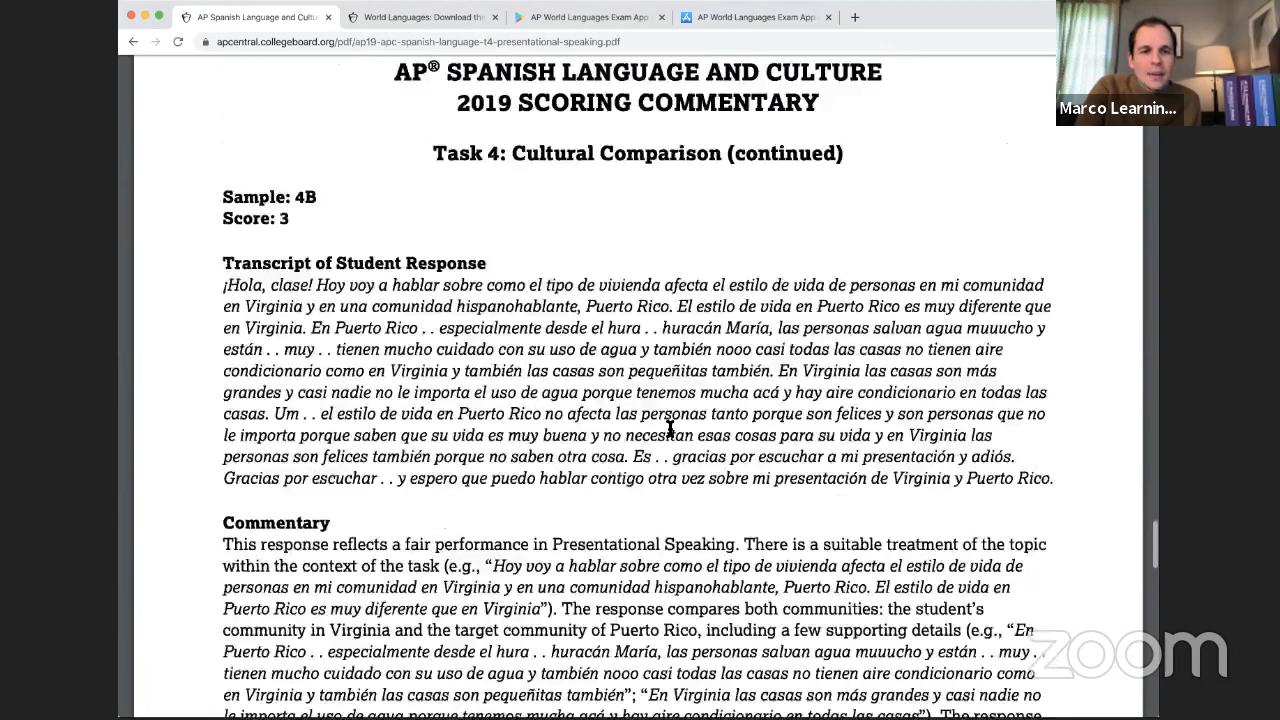 AP Spanish Language and Cultu
World Languages: Download the
AP World Languages Exam App
AP World Languages Exam App
apcentral.collegeboard.org/pdf/ap19-apc-spanish-language-t4-presentational-speaking.pdf
Marco Learnin...
AP® SPANISH LANGUAGE AND CULTURE
2019 SCORING COMMENTARY
Task 4: Cultural Comparison (continued)
Sample: 4B
Score: 3
Transcript of Student Response
¡Hola, clase! Hoy voy a hablar sobre como el tipo de vivienda afecta el estilo de vida de personas en mi comunidad
en Virginia y en una comunidad hispanohablante, Puerto Rico. El estilo de vida en Puerto Rico es muy diferente que
en Virginia. En Puerto Rico . . especialmente desde el hura . . huracán María, las personas salvan agua muuucho y
están . . muy . . tienen mucho cuidado con su uso de agua y también nooo casi todas las casas no tienen aire
condicionario como en Virginia y también las casas son pequeñitas también. En Virginia las casas son más
grandes y casi nadie no le importa el uso de agua porque tenemos mucha acá y hay aire condicionario en todas las
casas. Um . . el estilo de vida en Puerto Rico no afecta las personas tanto porque son felices y son personas que no
le importa porque saben que su vida es muy buena y no necesitan esas cosas para su vida y en Virginia las
personas son felices también porque no saben otra cosa. Es . . gracias por escuchar a mi presentación y adiós.
Gracias por escuchar . . y espero que puedo hablar contigo otra vez sobre mi presentación de Virginia y Puerto Rico.
Commentary
This response reflects a fair performance in Presentational Speaking. There is a suitable treatment of the topic
within the context of the task (e.g., “Hoy voy a hablar sobre como el tipo de vivienda afecta el estilo de vida de
personas en mi comunidad en Virginia y en una comunidad hispanohablante, Puerto Rico. El estilo de vida en
Puerto Rico es muy diferente que en Virginia”). The response compares both communities: the student’s
community in Virginia and the target community of Puerto Rico, including a few supporting details (e.g., “En
Puerto Rico . . especialmente desde el hura . . huracán María, las personas salvan agua muuucho y están . . muy . .
tienen mucho cuidado con su uso de agua y también nooo casi todas las casas no tienen aire condicionario como
en Virginia y también las casas son pequeñitas también”; “En Virginia las casas son más grandes y casi nadie no
le importa el uso de agua porque tenemos mucha acá y hay aire condicionario en todas las casas”). The response
zoom